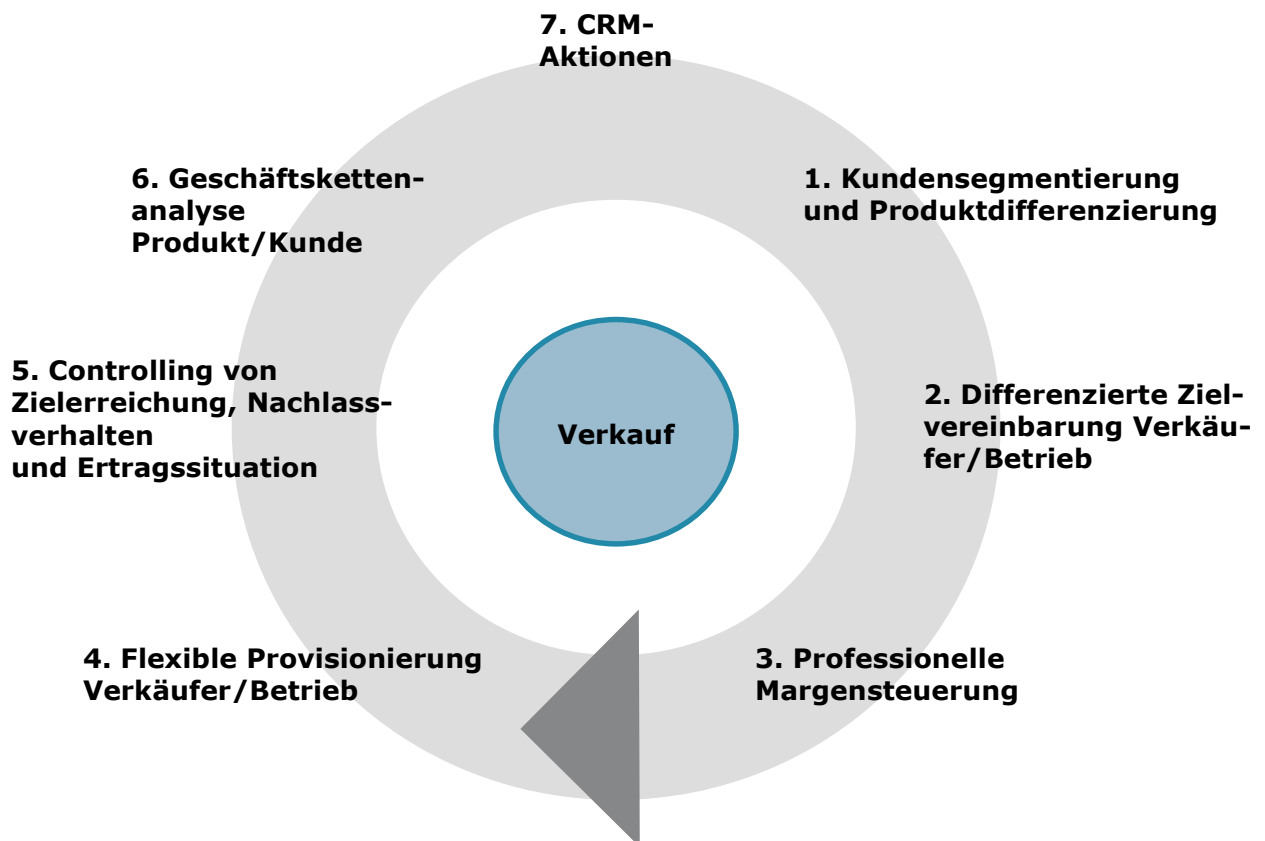 7. CRM-
Aktionen
1. Kundensegmentierung
und Produktdifferenzierung
2. Differenzierte Ziel-
vereinbarung Verkäu-
fer/Betrieb
3. Professionelle
Margensteuerung
4. Flexible Provisionierung
Verkäufer/Betrieb
5. Controlling von
Zielerreichung, Nachlass-
verhalten
und Ertragssituation
6. Geschäftsketten-
analyse
Produkt/Kunde
Verkauf